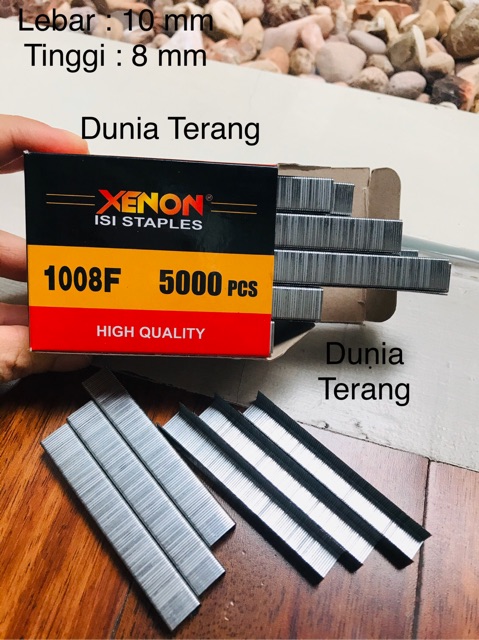 Lebar : 10 mm
Tinggi : 8 mm
Dunia Terang
XENON®
ISI STAPLES
1008F 5000 PCS
HIGH QUALITY
Dunia
Terang